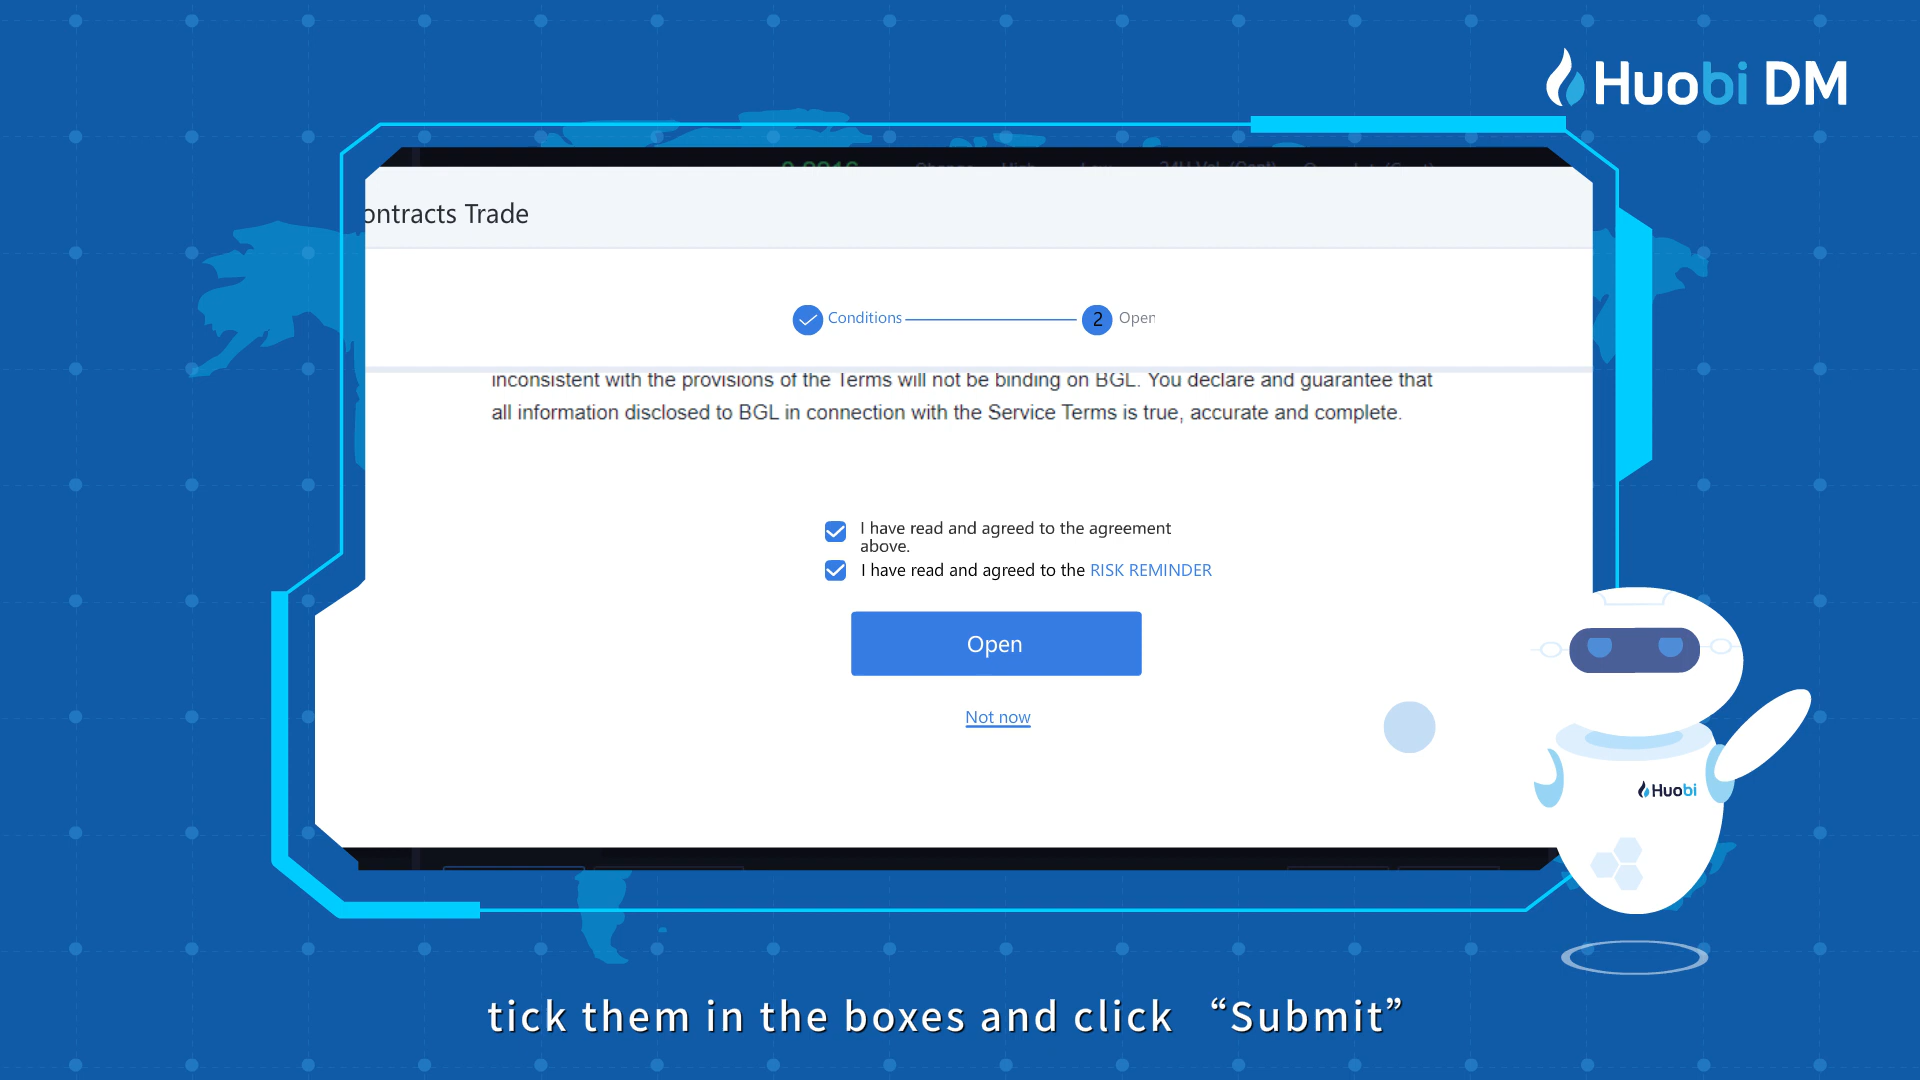 Huobi DM
ontracts Trade
Conditions
2
Open
inconsistent with the provisions of the Terms will not be binding on BGL. You declare and guarantee that
all information disclosed to BGL in connection with the Service Terms is true, accurate and complete.
I have read and agreed to the agreement
above.
I have read and agreed to the RISK REMINDER
Open
Not now
Huobi
tick them in the boxes and click “Submit”